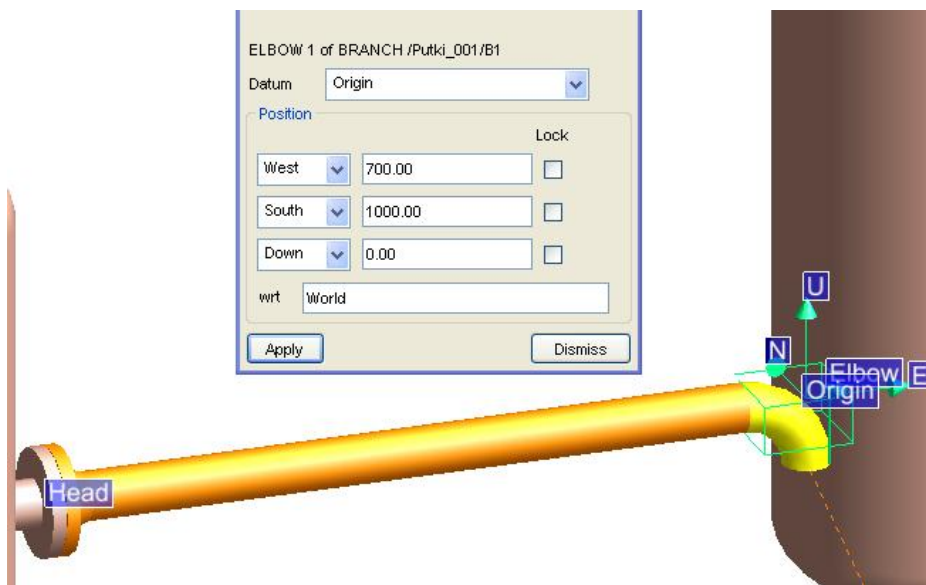 ELBOW 1 of BRANCH /Putki_001/B1
Datum Origin
Position
Lock
West 700.00
South 1000.00
Down 0.00
wrt World
Apply Dismiss
U
N
Elbow E
Origin
Head